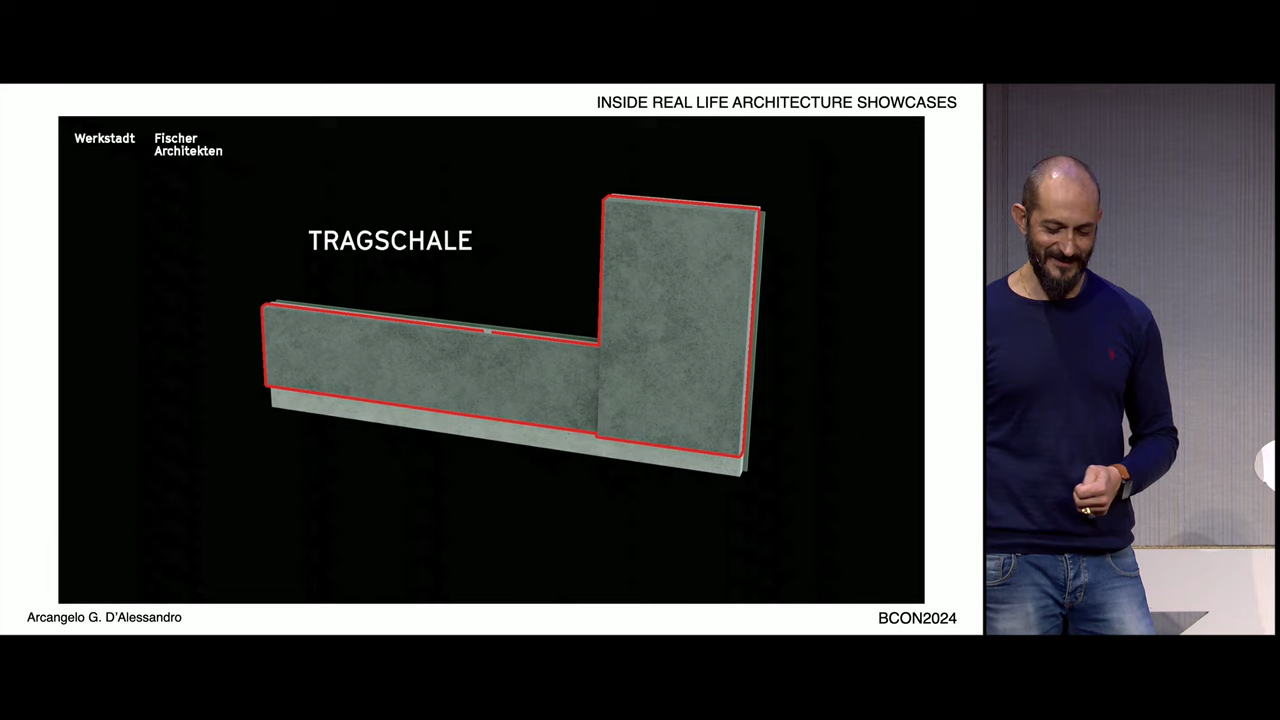 INSIDE REAL LIFE ARCHITECTURE SHOWCASES
Werkstadt
Fischer
Architekten
TRAGSCHALE
Arcangelo G. D'Alessandro
BCON2024